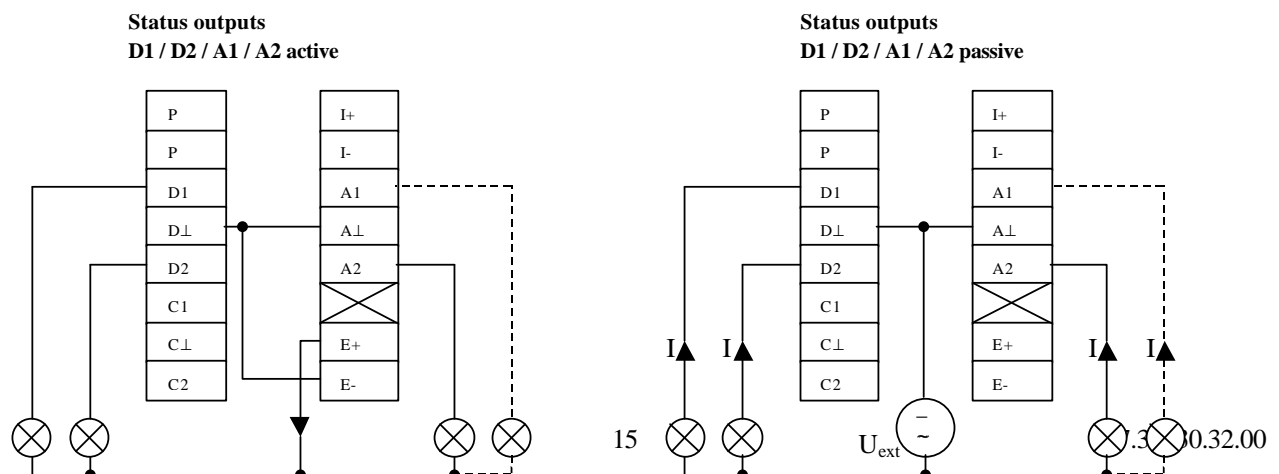 Status outputs
D1 / D2 / A1 / A2 active
P
P
D1
D⊥
D2
C1
C⊥
C2
I+
I-
A1
A⊥
A2
E+
E-
Status outputs
D1 / D2 / A1 / A2 passive
P
P
D1
D⊥
D2
C1
C⊥
C2
I+
I-
A1
A⊥
A2
E+
E-
I I I I
– ~
Uext
15